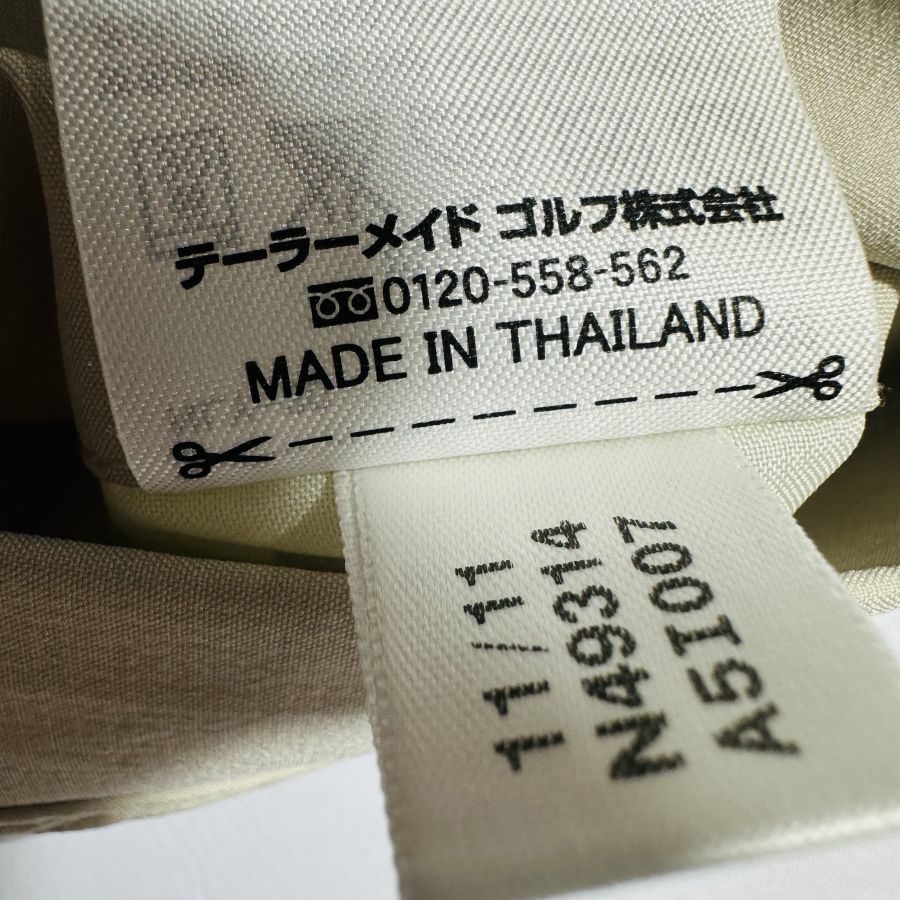 テーラーメイド ゴルフ株式会社
0120-558-562
MADE IN THAILAND
11/11
N49314
A5I007